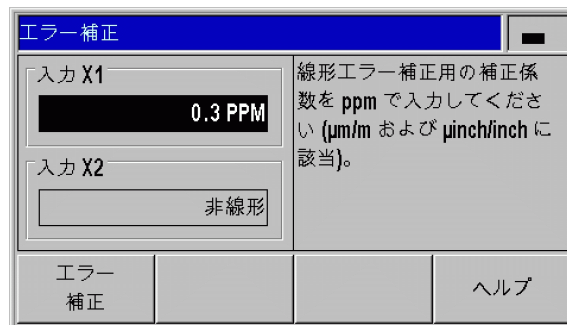 エラー補正
入力 X1
0.3 PPM
入力 X2
非線形
線形エラー補正用の補正係
数を ppm で入力してくださ
い (µm/m および µinch/inch に
該当)。
エラー
補正
ヘルプ